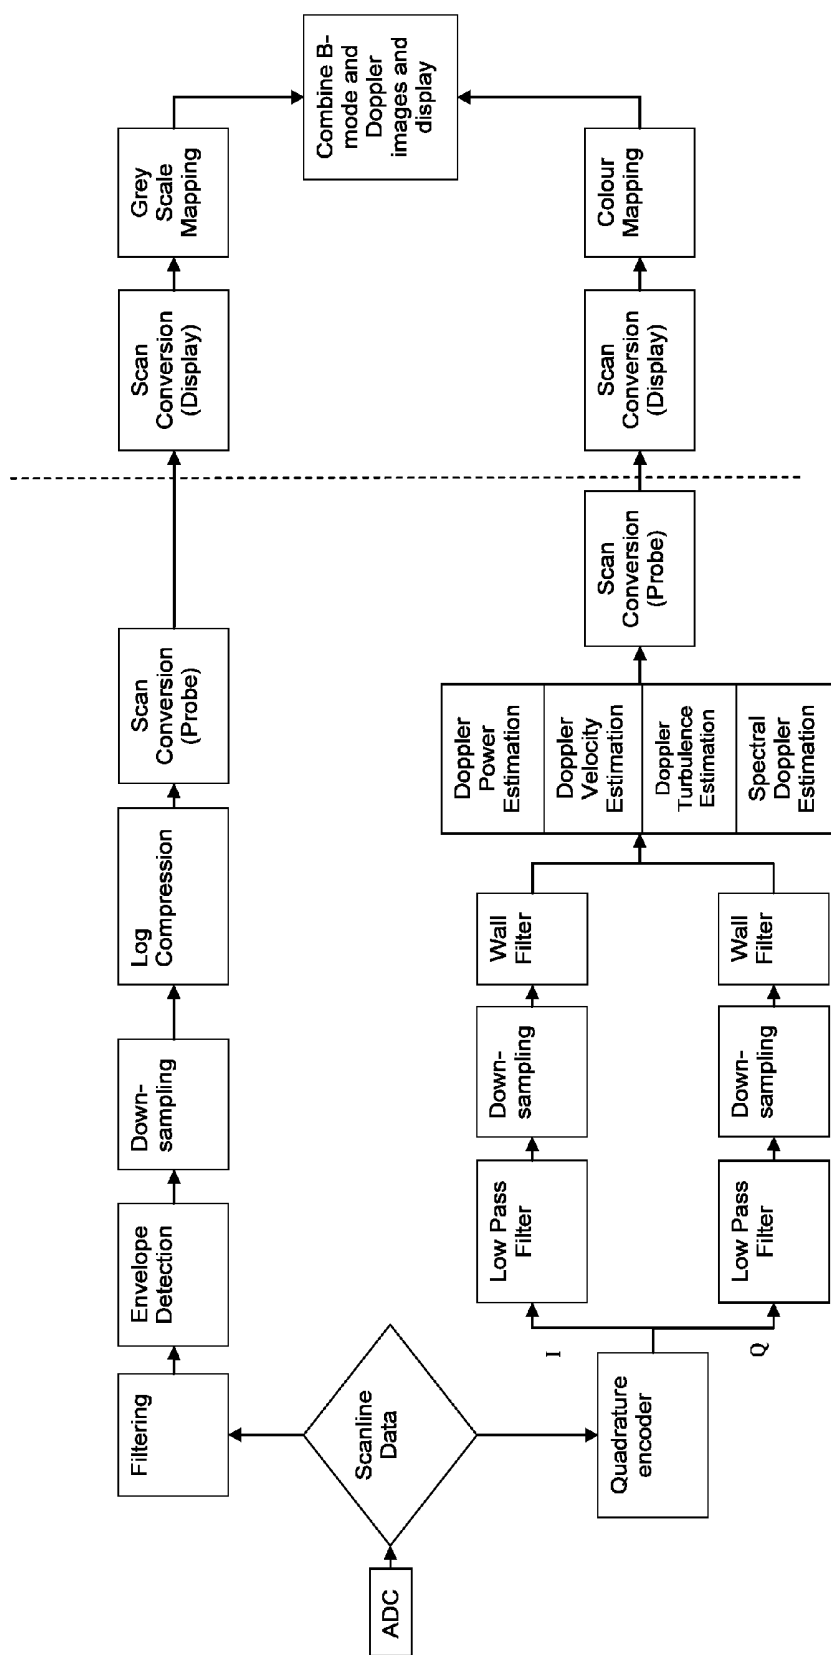 ADC
Scanline
Data
Filtering
Envelope
Detection
Down-
sampling
Log
Compression
Scan
Conversion
(Probe)
Scan
Conversion
(Display)
Grey
Scale
Mapping
Combine B-
mode and
Doppler
images and
display
Quadrature
encoder
I
Low Pass
Filter
Down-
sampling
Wall
Filter
Q
Low Pass
Filter
Down-
sampling
Wall
Filter
Doppler
Power
Estimation
Doppler
Velocity
Estimation
Doppler
Turbulence
Estimation
Spectral
Doppler
Estimation
Scan
Conversion
(Probe)
Scan
Conversion
(Display)
Colour
Mapping